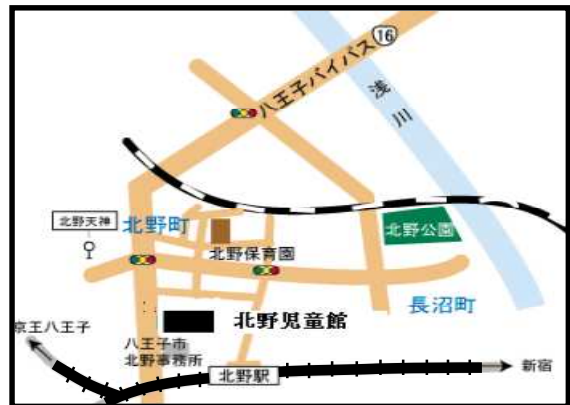 16
八王子バイパス
浅川
北野天神
北野町
北野公園
北野保育園
長沼町
北野児童館
京王八王子
八王子市
北野事務所
北野駅
新宿